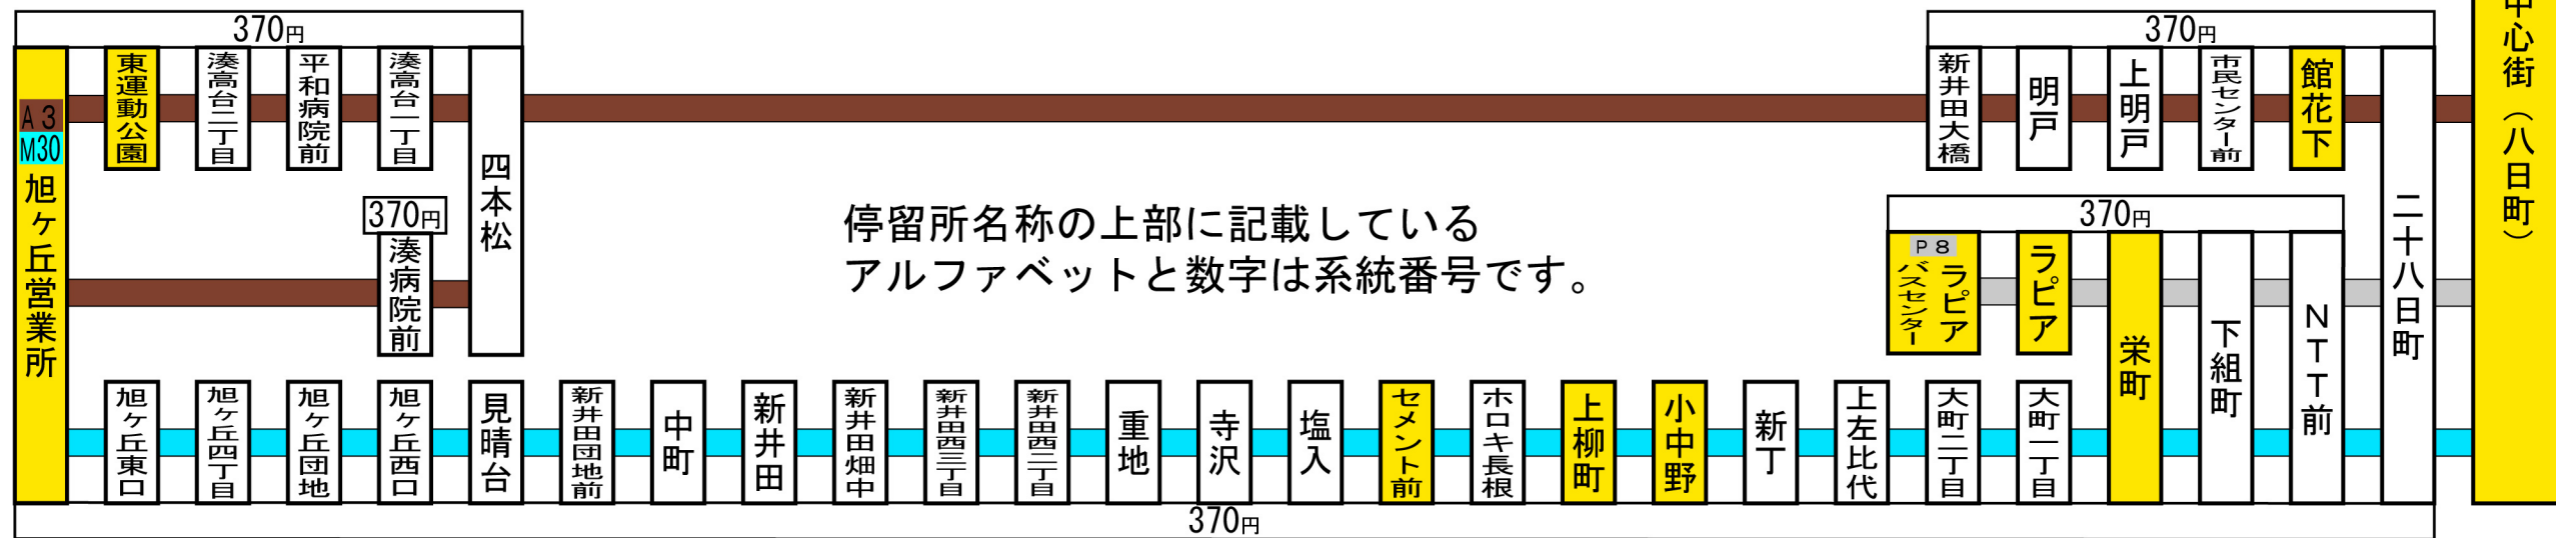 370円
370円
中心街（八日町）
A3
M30
旭ヶ丘営業所
東運動公園
湊高台二丁目
平和病院前
湊高台一丁目
四本松
新井田大橋
明戸
上明戸
市民センター前
館花下
二十八日町
370円
湊病院前
停留所名称の上部に記載している
アルファベットと数字は系統番号です。
370円
P8
ラピア
バスセンター
ラピア
栄町
下組町
NTT前
旭ヶ丘東口
旭ヶ丘四丁目
旭ヶ丘団地
旭ヶ丘西口
見晴台
新井田団地前
中町
新井田
新井田畑中
新井田西三丁目
新井田西二丁目
重地
寺沢
塩入
セメント前
ホロキ長根
上柳町
小中野
新丁
上左比代
大町二丁目
大町一丁目
370円